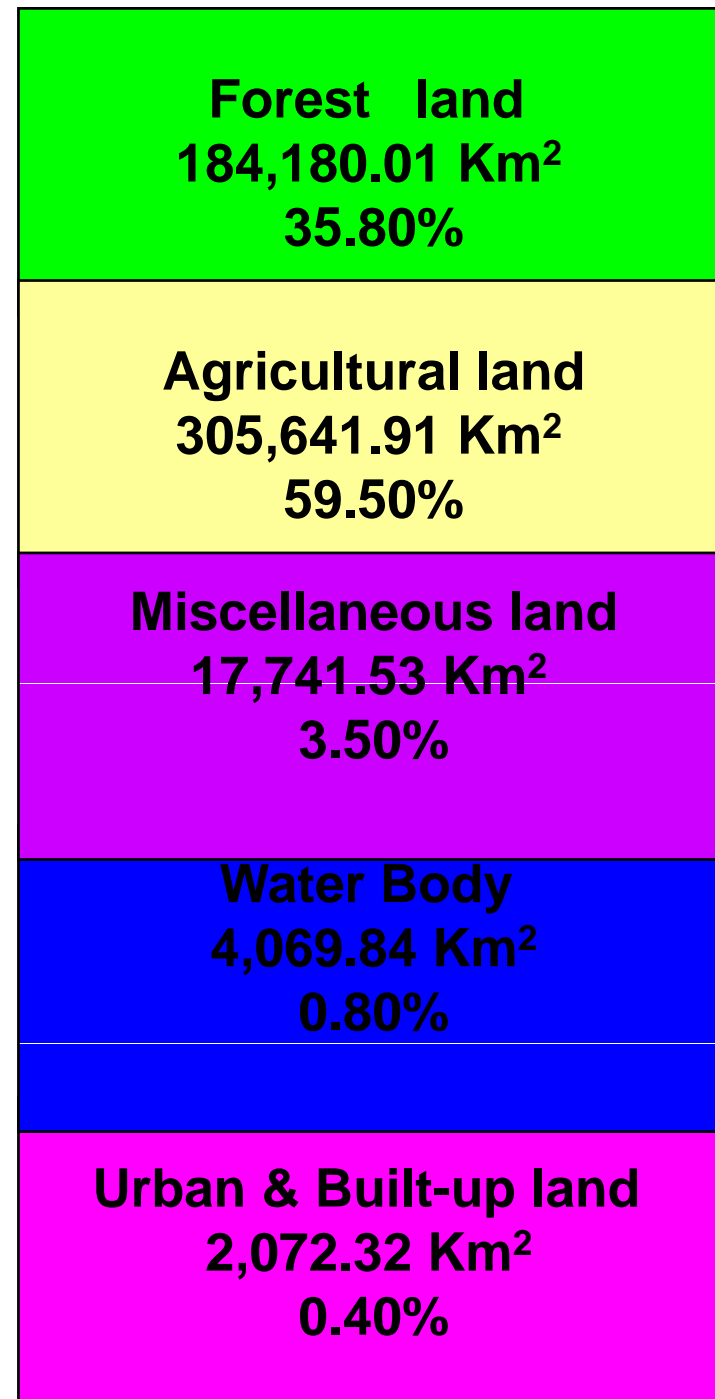 Forest land
184,180.01 Km²
35.80%
Agricultural land
305,641.91 Km²
59.50%
Miscellaneous land
17,741.53 Km²
3.50%
Water Body
4,069.84 Km²
0.80%
Urban & Built-up land
2,072.32 Km²
0.40%